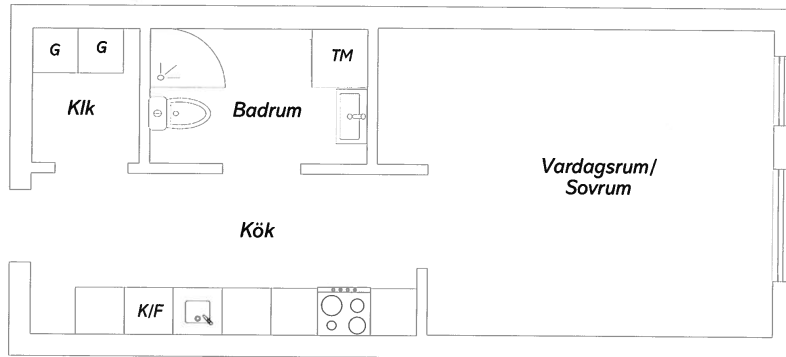 G
G
TM
Klk
Badrum
Vardagsrum/
Sovrum
Kök
K/F